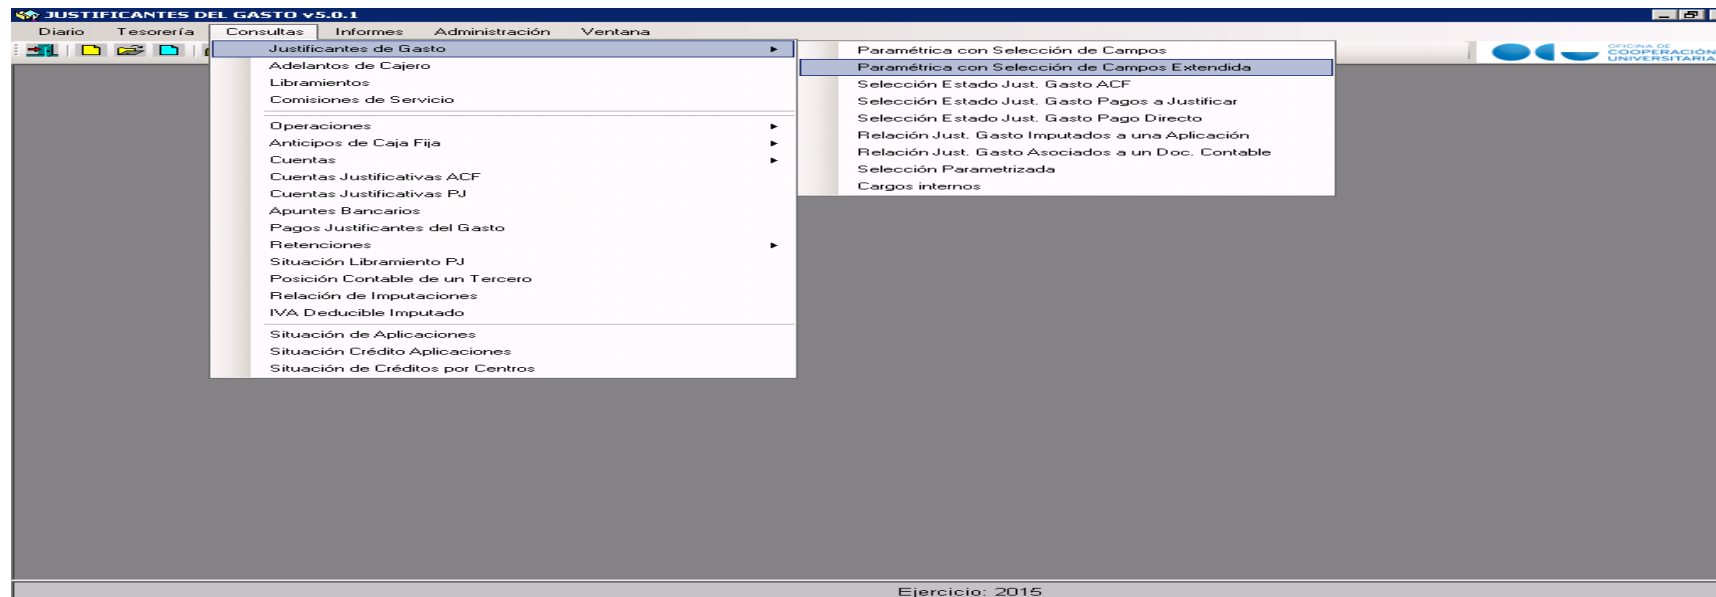 JUSTIFICANTES DEL GASTO v5.0.1
Diario Tesorería Consultas Informes Administración Ventana
Justificantes de Gasto
Adelantos de Cajero
Libramientos
Comisiones de Servicio
Operaciones
Anticipos de Caja Fija
Cuentas
Cuentas Justificativas ACF
Cuentas Justificativas PJ
Apuntes Bancarios
Pagos Justificantes del Gasto
Retenciones
Situación Libramiento PJ
Posición Contable de un Tercero
Relación de Imputaciones
IVA Deducible Imputado
Situación de Aplicaciones
Situación Crédito Aplicaciones
Situación de Créditos por Centros
Paramétrica con Selección de Campos
Paramétrica con Selección de Campos Extendida
Selección Estado Just. Gasto ACF
Selección Estado Just. Gasto Pagos a Justificar
Selección Estado Just. Gasto Pago Directo
Relación Just. Gasto Imputados a una Aplicación
Relación Just. Gasto Asociados a un Doc. Contable
Selección Parametrizada
Cargos internos
OFICINA DE
COOPERACIÓN
UNIVERSITARIA
Ejercicio: 2015